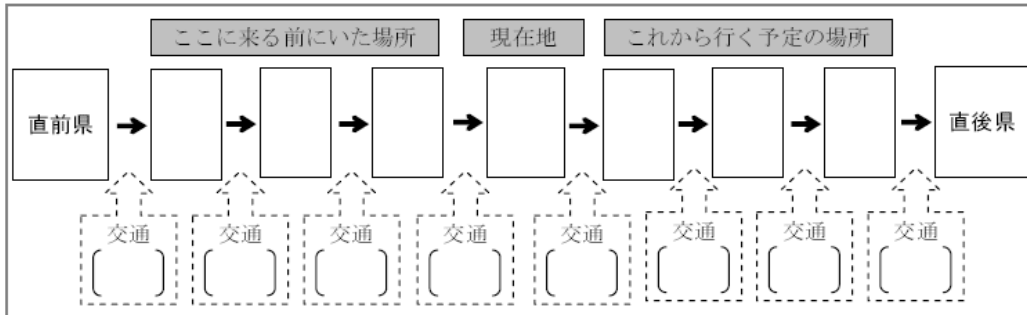 ここに来る前にいた場所
現在地
これから行く予定の場所
直前県
直後県
交通
交通
交通
交通
交通
交通
交通
交通